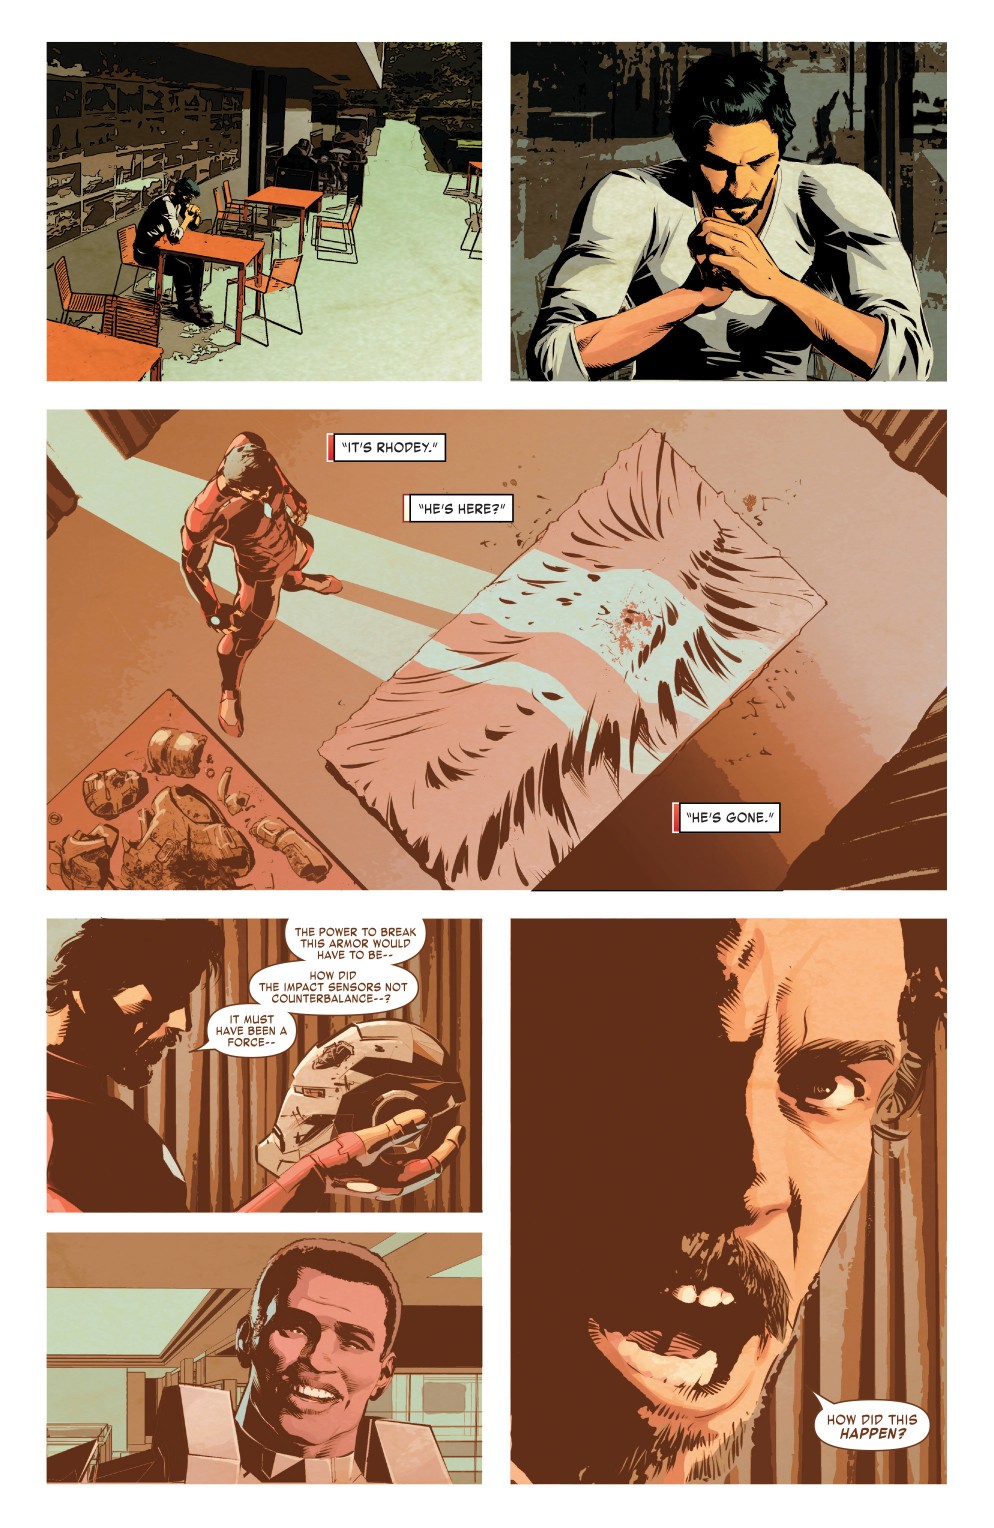 "IT'S RHODEY."
"HE'S HERE?"
"HE'S GONE."
THE POWER TO BREAK
THIS ARMOR WOULD
HAVE TO BE--
HOW DID
THE IMPACT SENSORS NOT
COUNTERBALANCE--?
IT MUST
HAVE BEEN A
FORCE--
HOW DID THIS
HAPPEN?